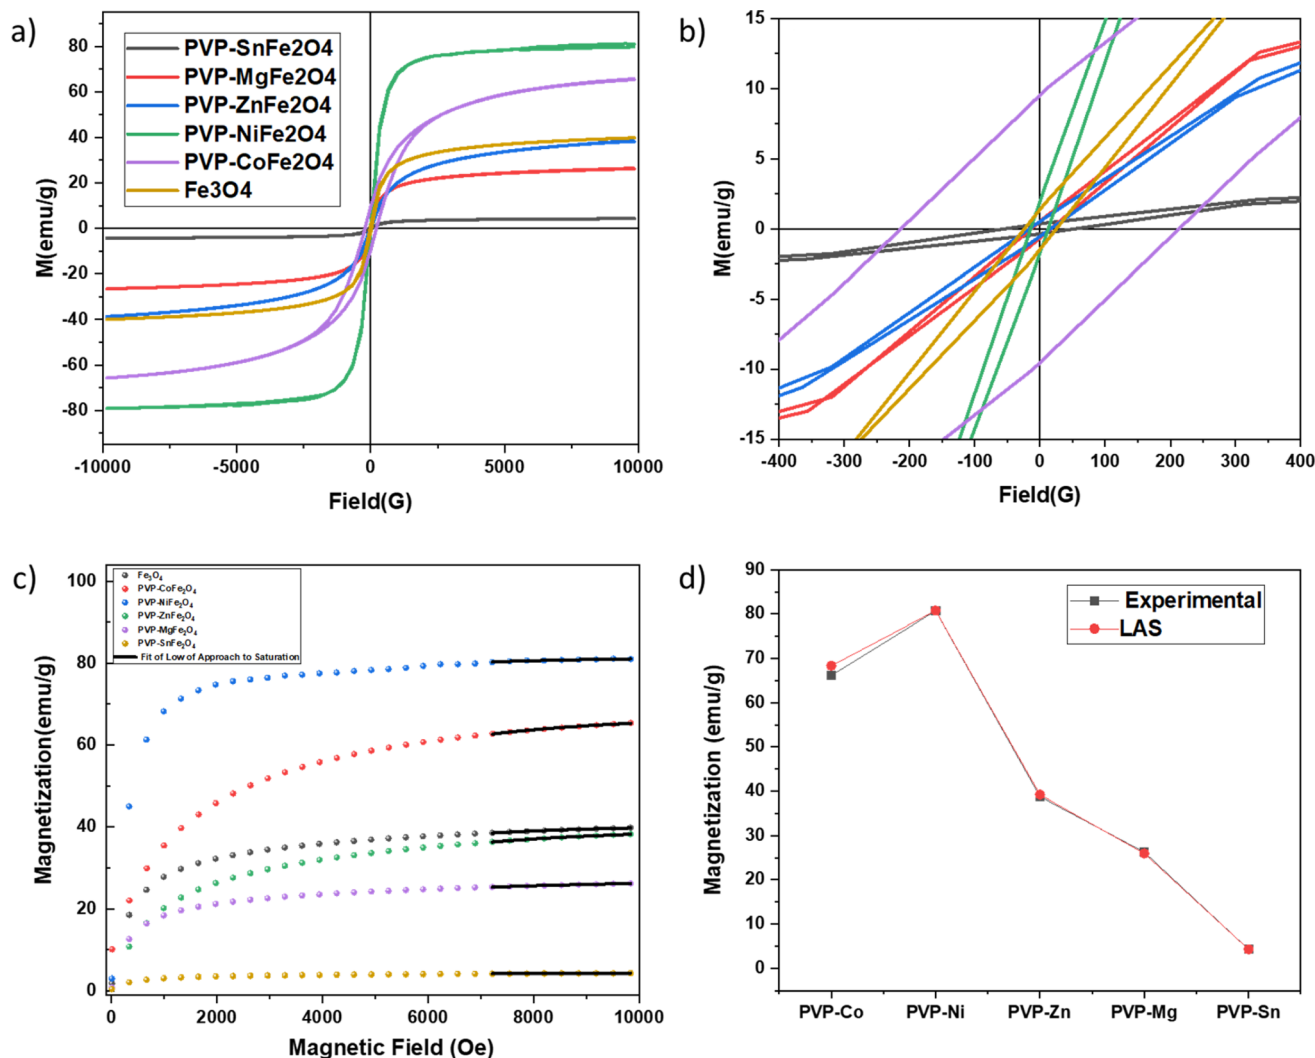 a)
M(emu/g)
80
60
40
20
0
-20
-40
-60
-80
-10000 -5000 0 5000 10000
Field(G)
PVP-SnFe2O4
PVP-MgFe2O4
PVP-ZnFe2O4
PVP-NiFe2O4
PVP-CoFe2O4
Fe3O4
b)
M(emu/g)
15
10
5
0
-5
-10
-15
-400 -300 -200 -100 0 100 200 300 400
Field(G)
c)
Magnetization(emu/g)
100
80
60
40
20
0
0 2000 4000 6000 8000 10000
Magnetic Field (Oe)
Fe₃O₄
PVP-CoFe₂O₄
PVP-NiFe₂O₄
PVP-ZnFe₂O₄
PVP-MgFe₂O₄
PVP-SnFe₂O₄
Fit of Low of Approach to Saturation
d)
Magnetization (emu/g)
90
80
70
60
50
40
30
20
10
0
PVP-Co PVP-Ni PVP-Zn PVP-Mg PVP-Sn
Experimental
LAS